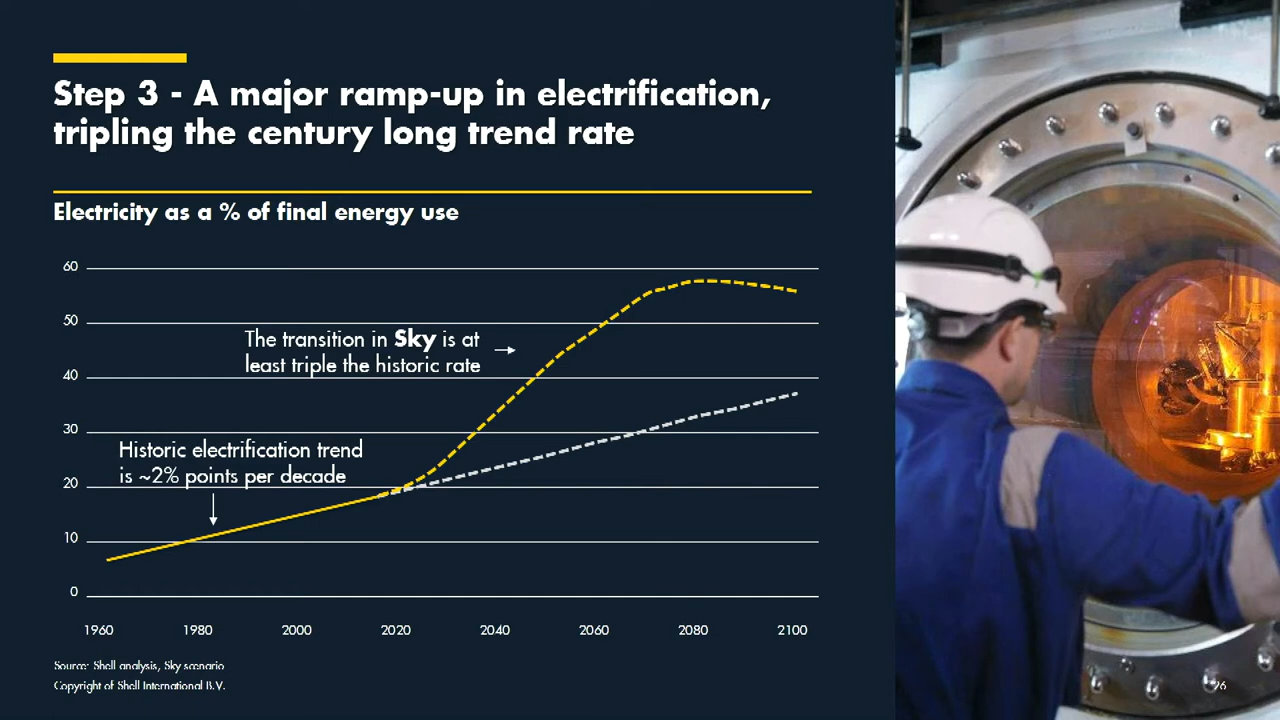 Step 3 - A major ramp-up in electrification,
tripling the century long trend rate
Electricity as a % of final energy use
60
50
The transition in Sky is at
least triple the historic rate
40
30
Historic electrification trend
is ~2% points per decade
20
10
0
1960 1980 2000 2020 2040 2060 2080 2100
Source: Shell analysis, Sky scenario
Copyright of Shell International B.V.
26